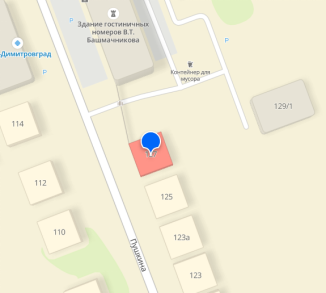 Здание гостиничных
номеров В.Т.
Башмачникова
P
Димитровград
P
P
Контейнер для
мусора
129/1
114
112
125
110
123а
Пушкина
123